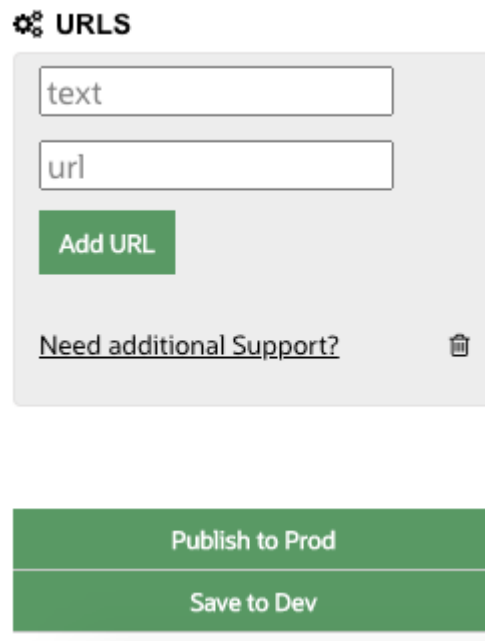 URLS
text
url
Add URL
Need additional Support?
Publish to Prod
Save to Dev